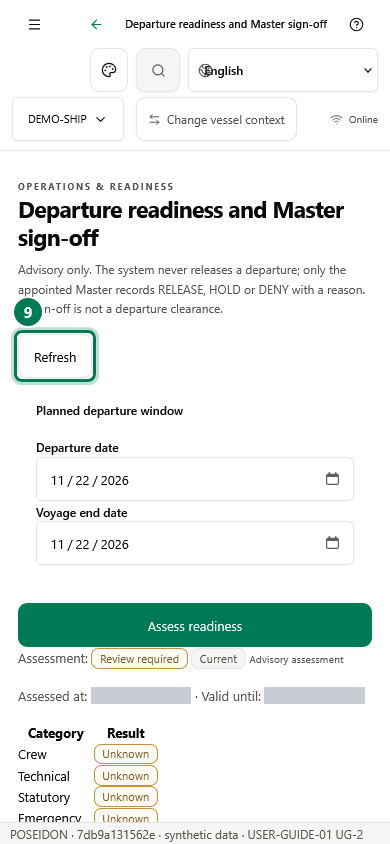 Departure readiness and Master sign-off
English
DEMO-SHIP
Change vessel context
Online
OPERATIONS & READINESS
Departure readiness and Master
sign-off
Advisory only. The system never releases a departure; only the
appointed Master records RELEASE, HOLD or DENY with a reason.
n-off is not a departure clearance.
9
Refresh
Planned departure window
Departure date
11 / 22 / 2026
Voyage end date
11 / 22 / 2026
Assess readiness
Assessment: Review required Current Advisory assessment
Assessed at: · Valid until:
Category Result
Crew Unknown
Technical Unknown
Statutory Unknown
Emergency Unknown
POSEIDON · 7db9a131562e · synthetic data · USER-GUIDE-01 UG-2